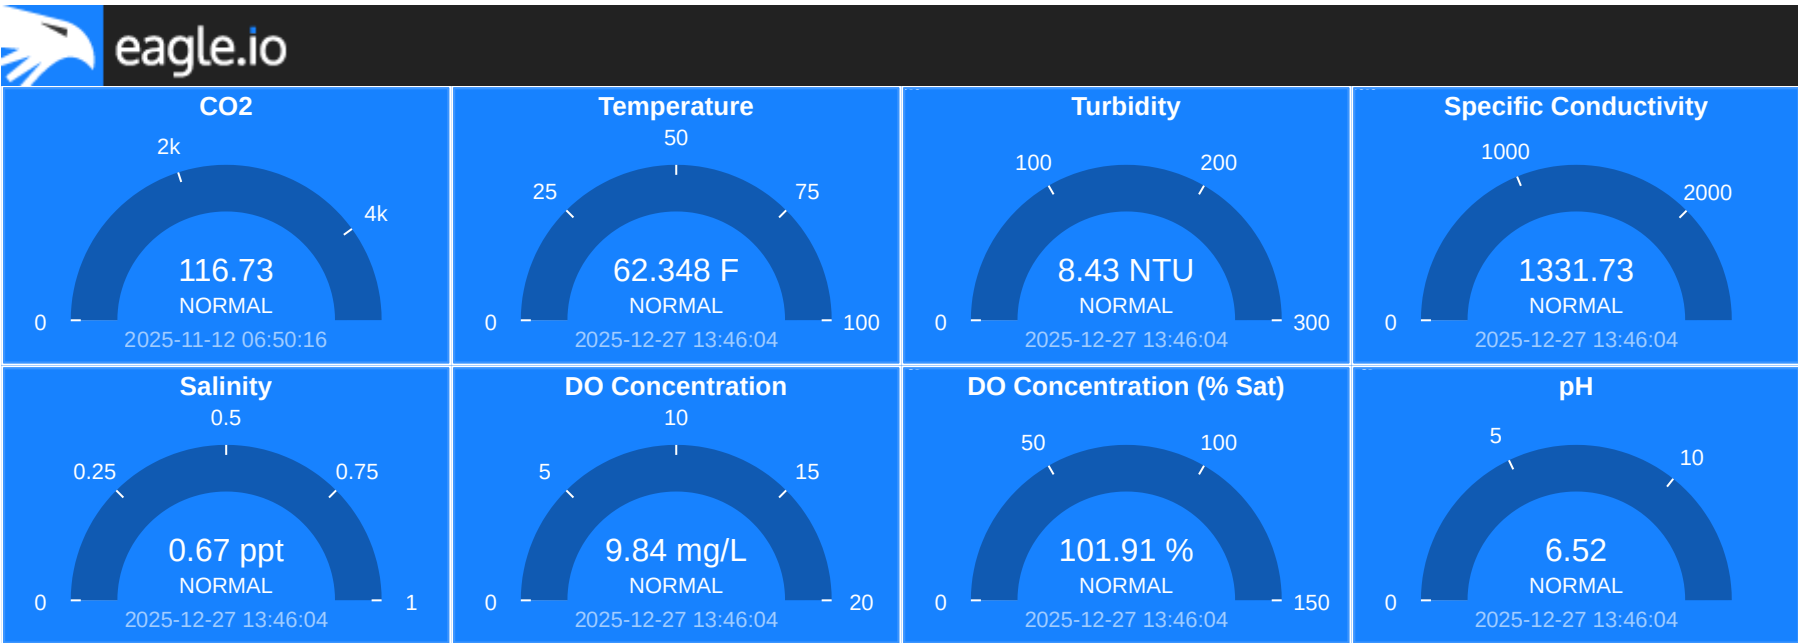 eagle.io
CO2
2k
4k
0
116.73
NORMAL
2025-11-12 06:50:16
Temperature
50
25
75
0
100
62.348 F
NORMAL
2025-12-27 13:46:04
Turbidity
100
200
0
300
8.43 NTU
NORMAL
2025-12-27 13:46:04
Specific Conductivity
1000
2000
0
1331.73
NORMAL
2025-12-27 13:46:04
Salinity
0.5
0.25
0.75
0
1
0.67 ppt
NORMAL
2025-12-27 13:46:04
DO Concentration
10
5
15
0
20
9.84 mg/L
NORMAL
2025-12-27 13:46:04
DO Concentration (% Sat)
50
100
0
150
101.91 %
NORMAL
2025-12-27 13:46:04
pH
5
10
0
6.52
NORMAL
2025-12-27 13:46:04